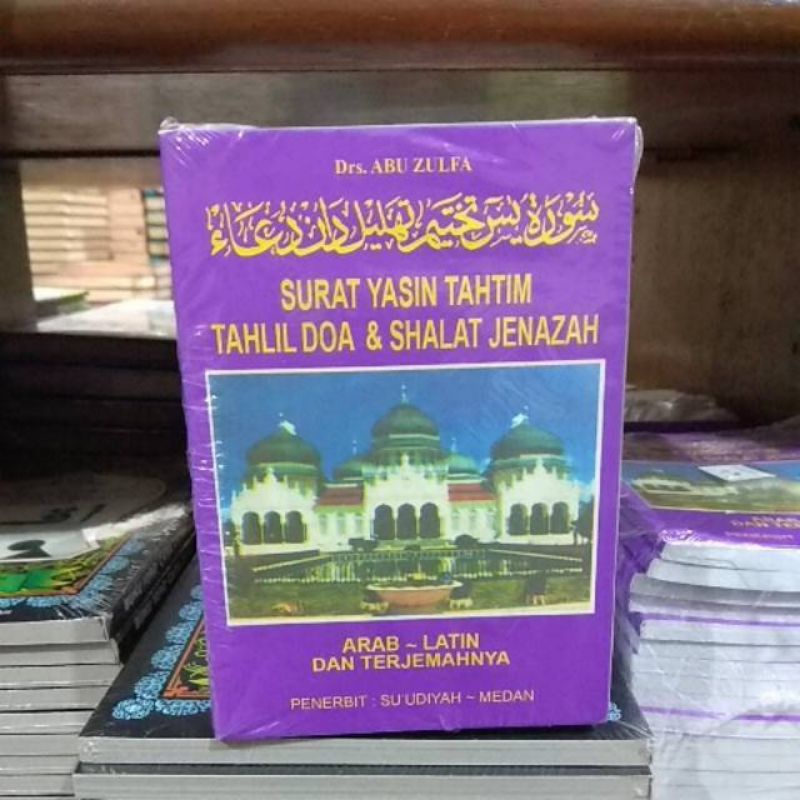 Drs. ABU ZULFA
سورة يس تختيم تهليل دان دعاء
SURAT YASIN TAHTIM
TAHLIL DOA & SHALAT JENAZAH
ARAB ~ LATIN
DAN TERJEMAHNYA
PENERBIT : SU'UDIYAH ~ MEDAN